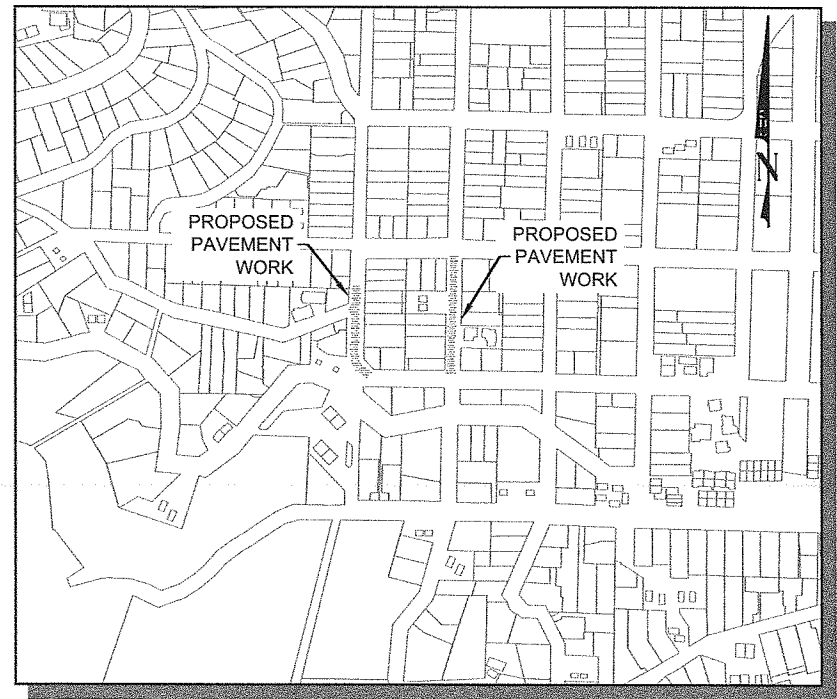 PROPOSED
PAVEMENT
WORK
PROPOSED
PAVEMENT
WORK
N